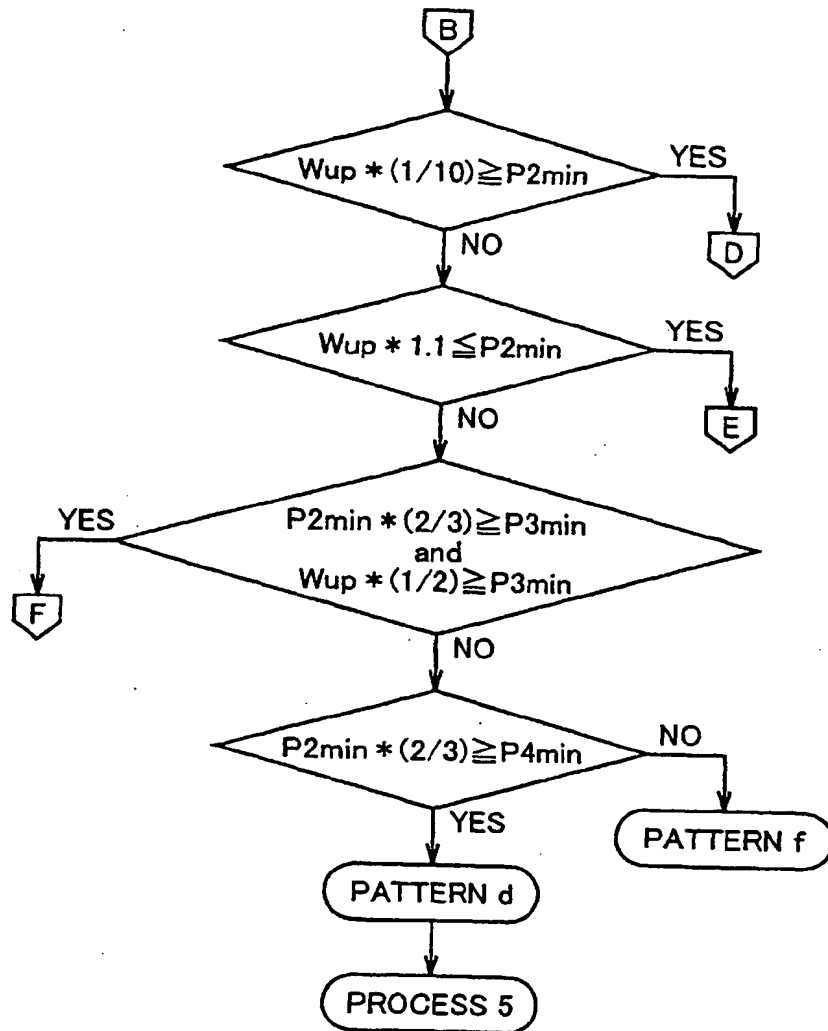 B
Wup * (1/10)≧P2min
YES
D
NO
Wup * 1.1≦P2min
YES
E
NO
P2min * (2/3)≧P3min
and
Wup * (1/2)≧P3min
YES
F
NO
P2min * (2/3)≧P4min
NO
YES
PATTERN f
PATTERN d
PROCESS 5